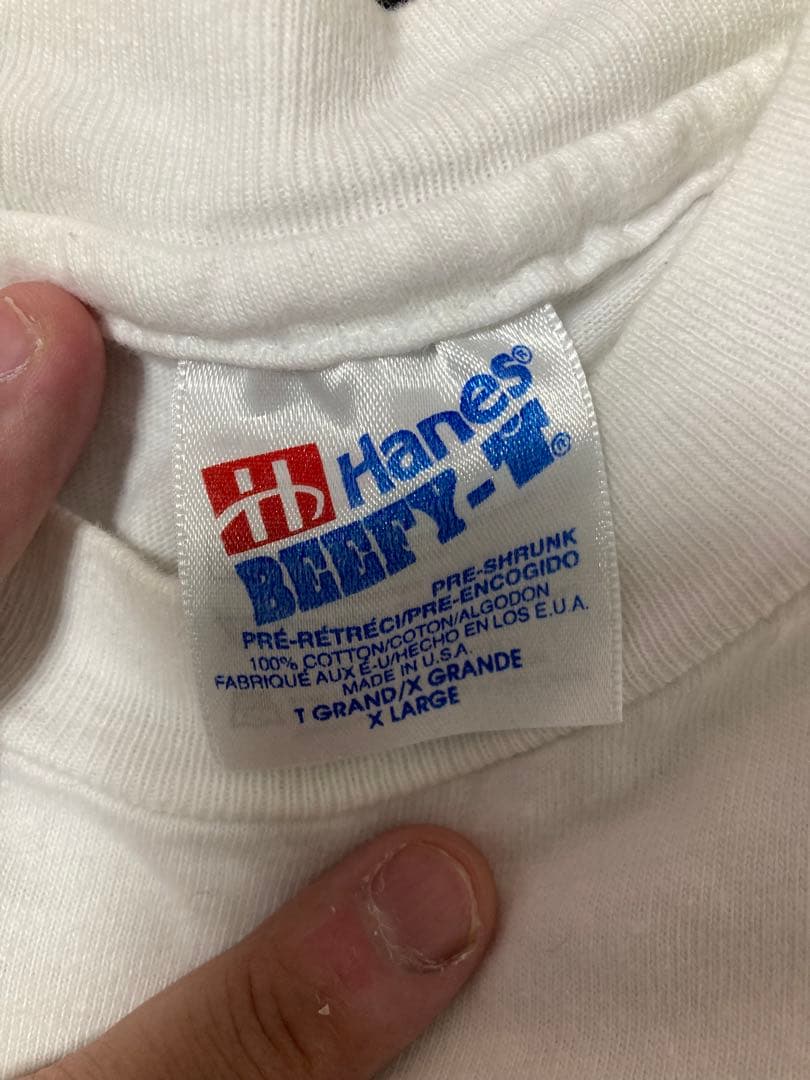 Hanes®
BEEFY-T®
PRE-SHRUNK
PRÉ-RÉTRÉCI/PRE-ENCOGIDO
100% COTTON/COTON/ALGODON
FABRIQUÉ AUX É-U/HECHO EN LOS E.U.A.
MADE IN U.S.A.
T GRAND/X GRANDE
X LARGE